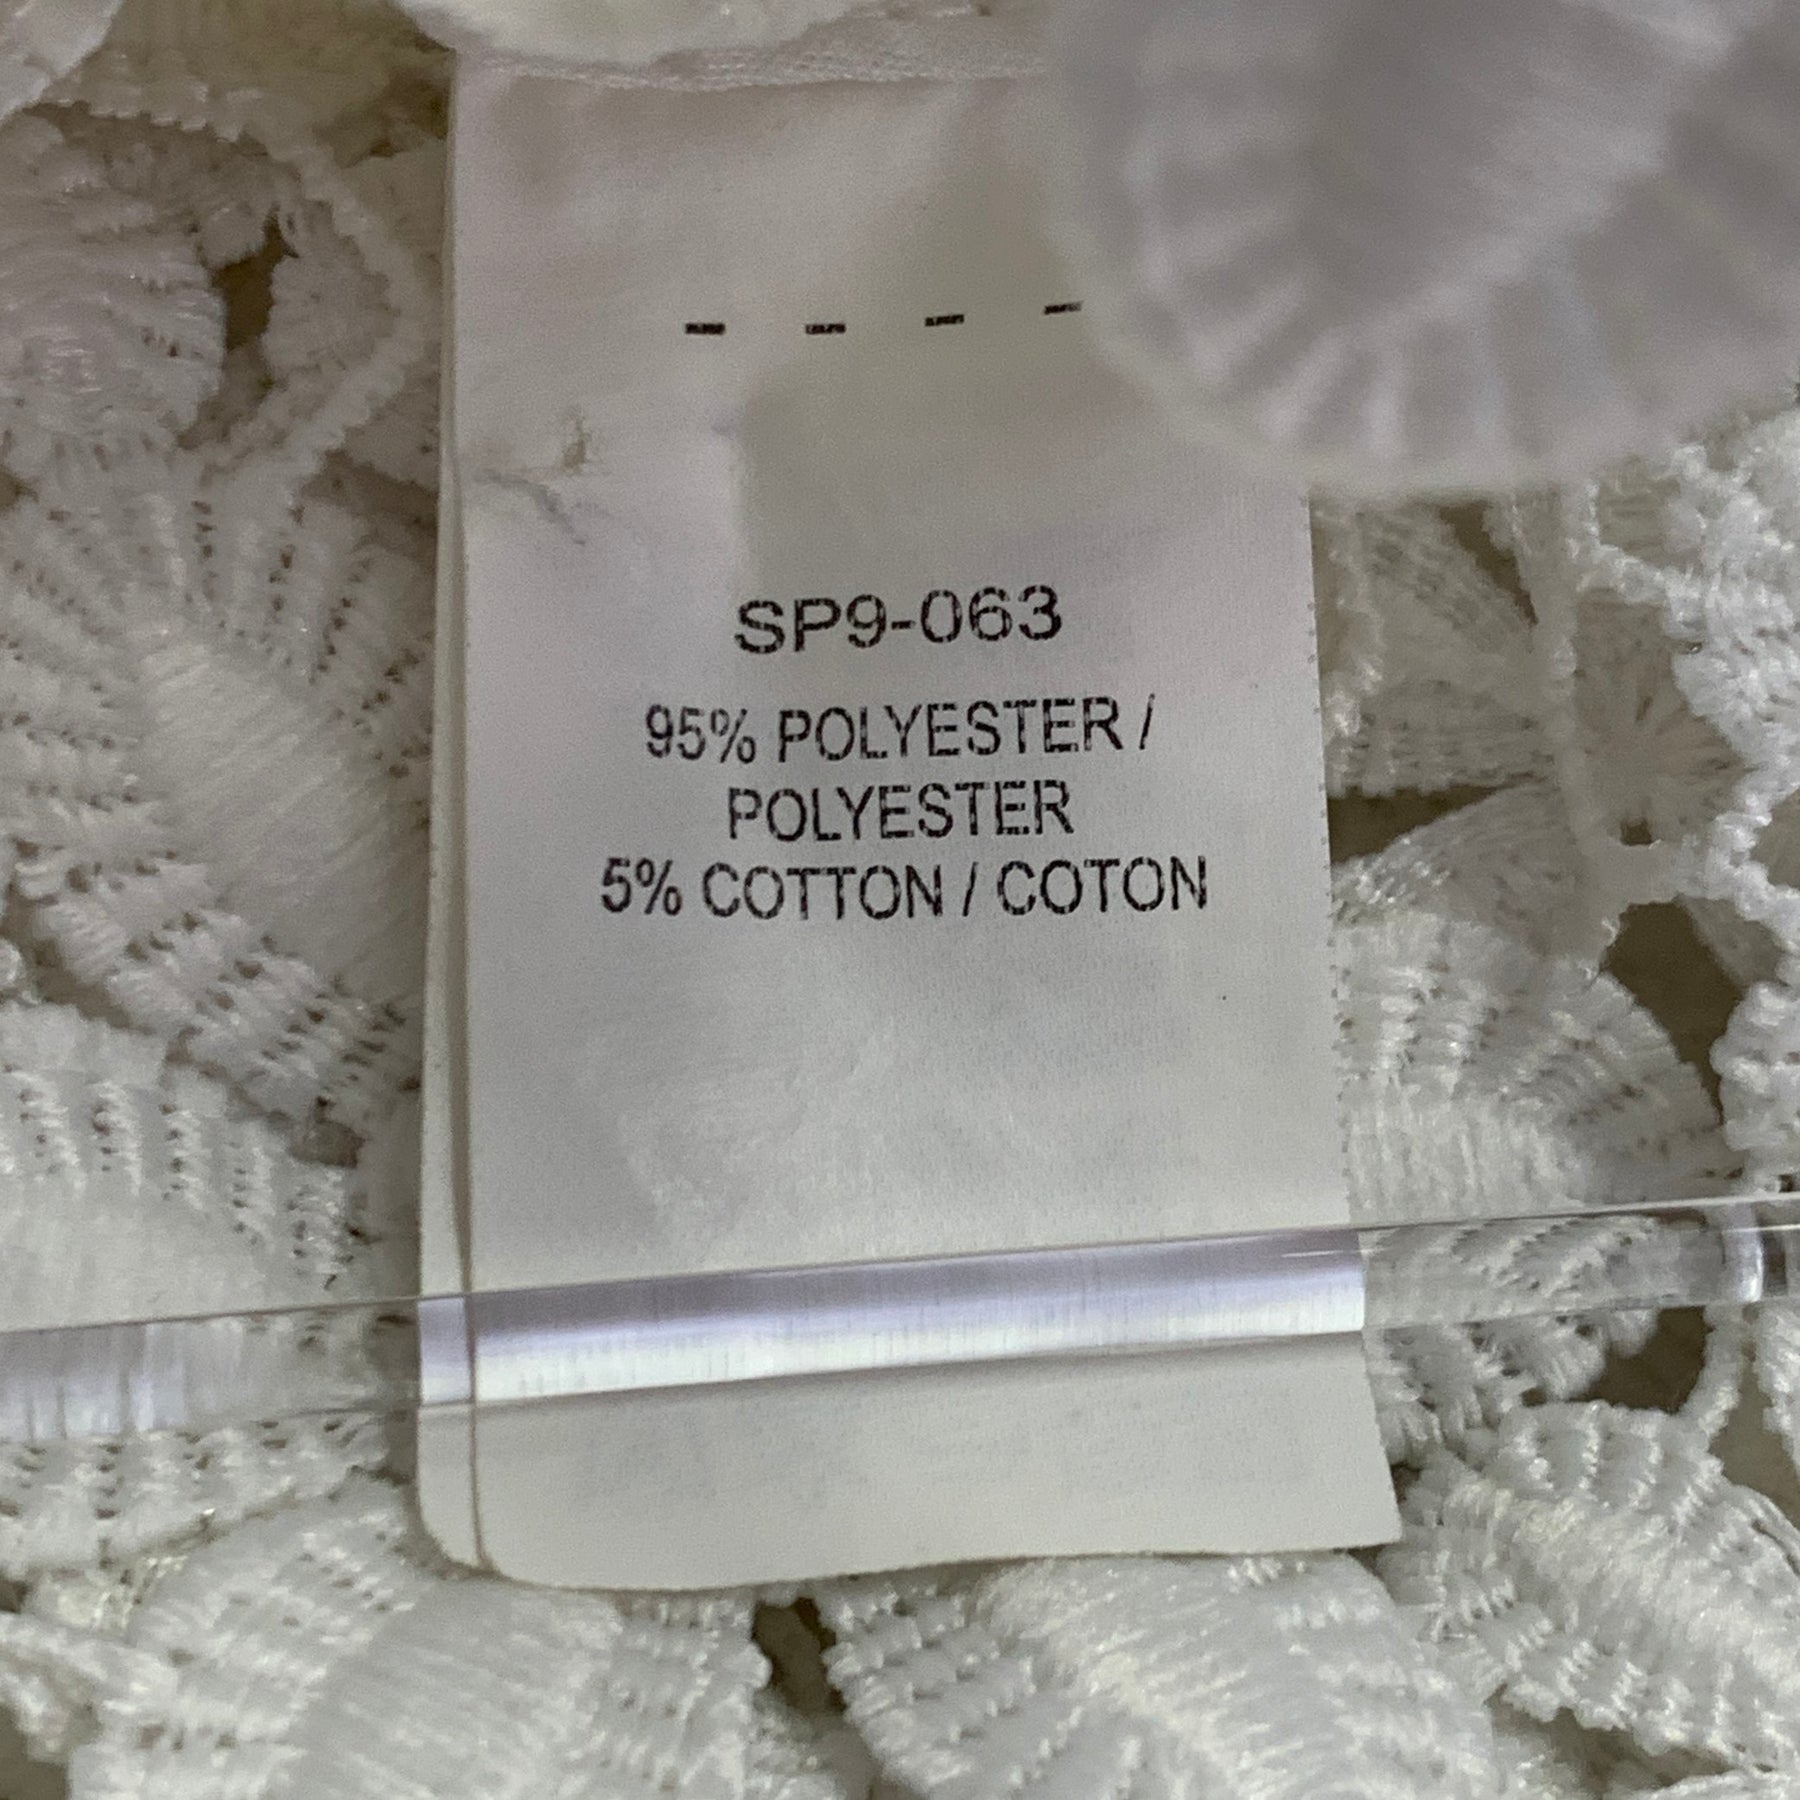 SP9-063
95% POLYESTER /
POLYESTER
5% COTTON / COTON